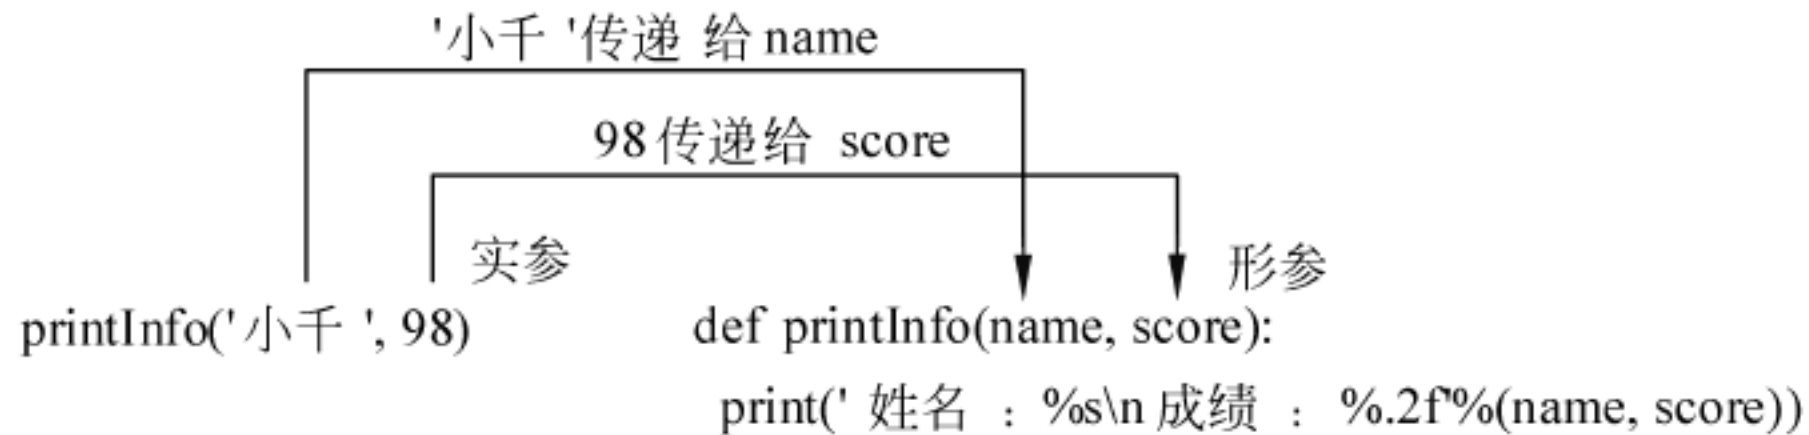 '小千 '传递 给 name
98 传递给 score
实参
形参
printInfo(' 小千 ', 98)
def printInfo(name, score):
print(' 姓名 ：%s\n 成绩 ：%.2f'%(name, score))